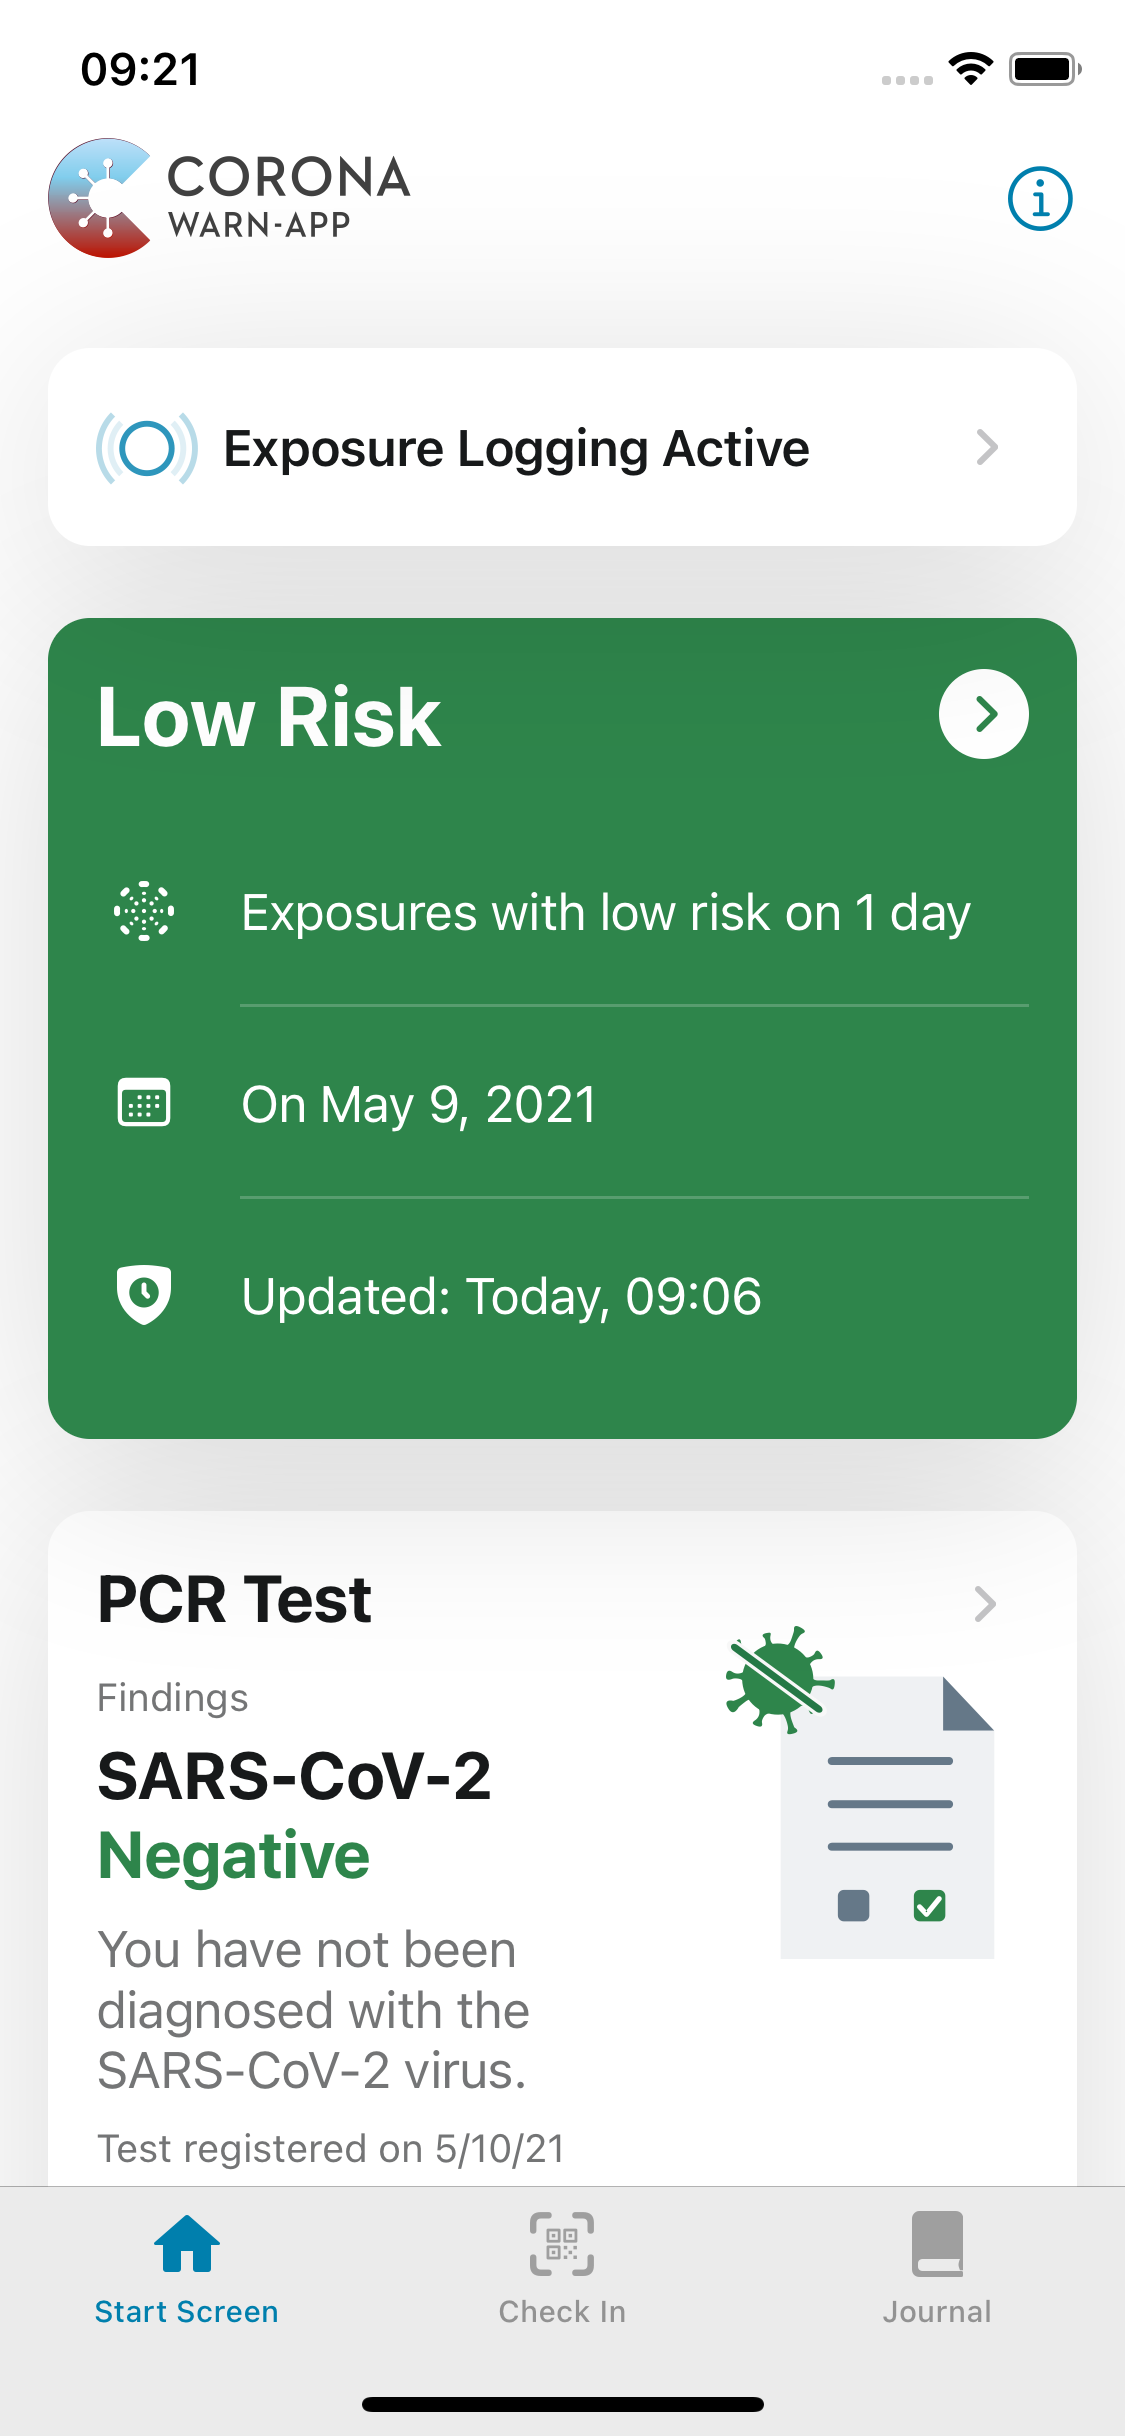 09:21
CORONA
WARN-APP
Exposure Logging Active
Low Risk
Exposures with low risk on 1 day
On May 9, 2021
Updated: Today, 09:06
PCR Test
Findings
SARS-CoV-2
Negative
You have not been
diagnosed with the
SARS-CoV-2 virus.
Test registered on 5/10/21
Start Screen
Check In
Journal